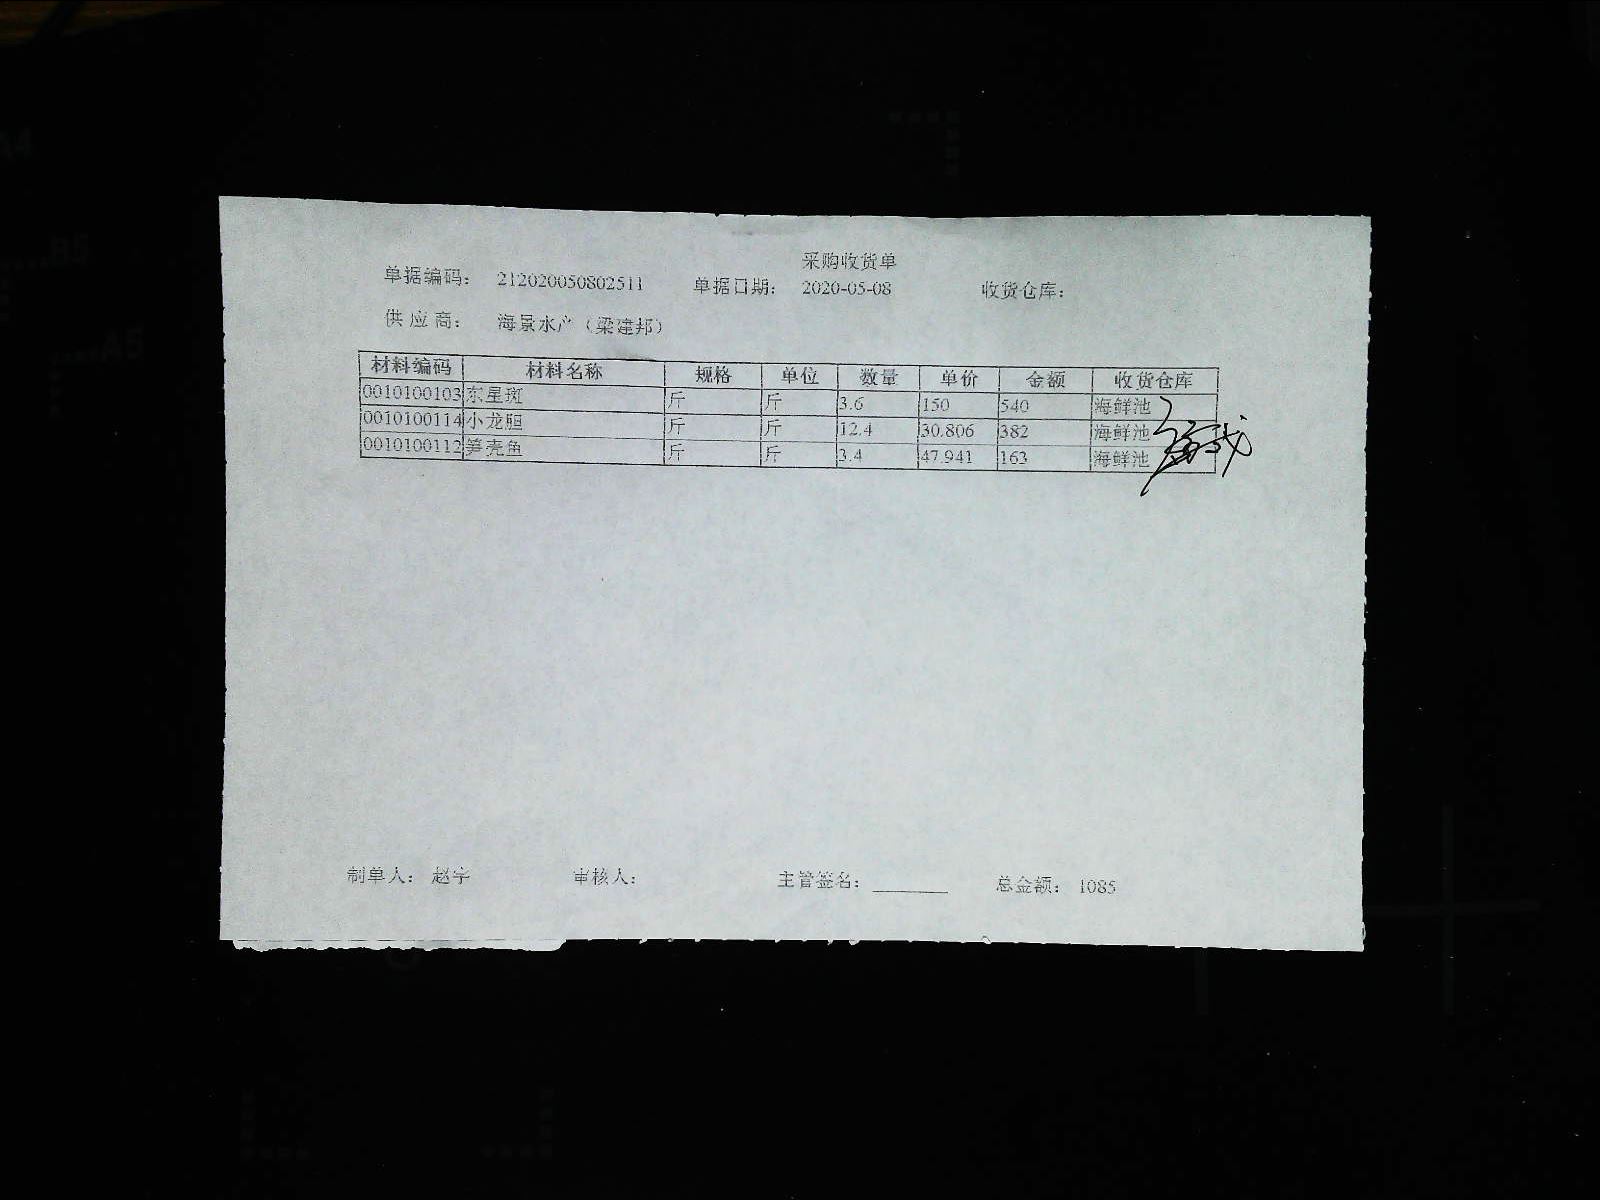 采购收货单
单据编码： 212020050802511 单据日期： 2020-05-08 收货仓库：
供应商： 海景水产（梁建邦）
材料编码 材料名称 规格 单位 数量 单价 金额 收货仓库
0010100103 东星斑 斤 斤 3.6 150 540 海鲜池
0010100114 小龙胆 斤 斤 12.4 30.806 382 海鲜池
0010100112 笋壳鱼 斤 斤 3.4 47.941 163 海鲜池
制单人： 赵宇 审核人： 主管签名： 总金额： 1085